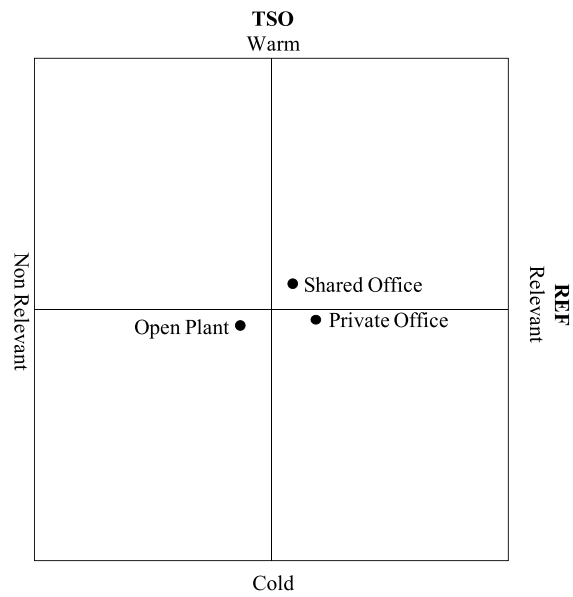 TSO
Warm
Non Relevant
Shared Office
Open Plant
Private Office
Relevant
REF
Cold